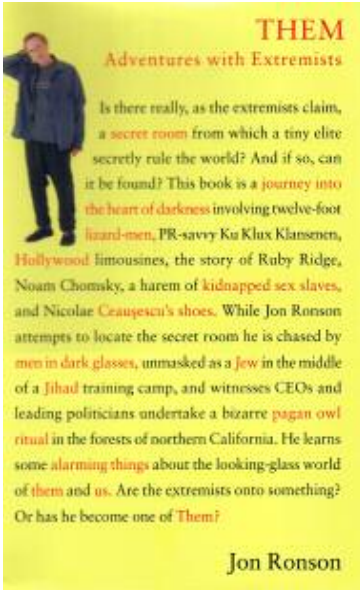 THEM
Adventures with Extremists
Is there really, as the extremists claim,
a secret room from which a tiny elite
secretly rule the world? And if so, can
it be found? This book is a journey into
the heart of darkness involving twelve-foot
lizard-men, PR-savvy Ku Klux Klansmen,
Hollywood limousines, the story of Ruby Ridge,
Noam Chomsky, a harem of kidnapped sex slaves,
and Nicolae Ceauşescu's shoes. While Jon Ronson
attempts to locate the secret room he is chased by
men in dark glasses, unmasked as a Jew in the middle
of a Jihad training camp, and witnesses CEOs and
leading politicians undertake a bizarre pagan owl
ritual in the forests of northern California. He learns
some alarming things about the looking-glass world
of them and us. Are the extremists onto something?
Or has he become one of Them?
Jon Ronson